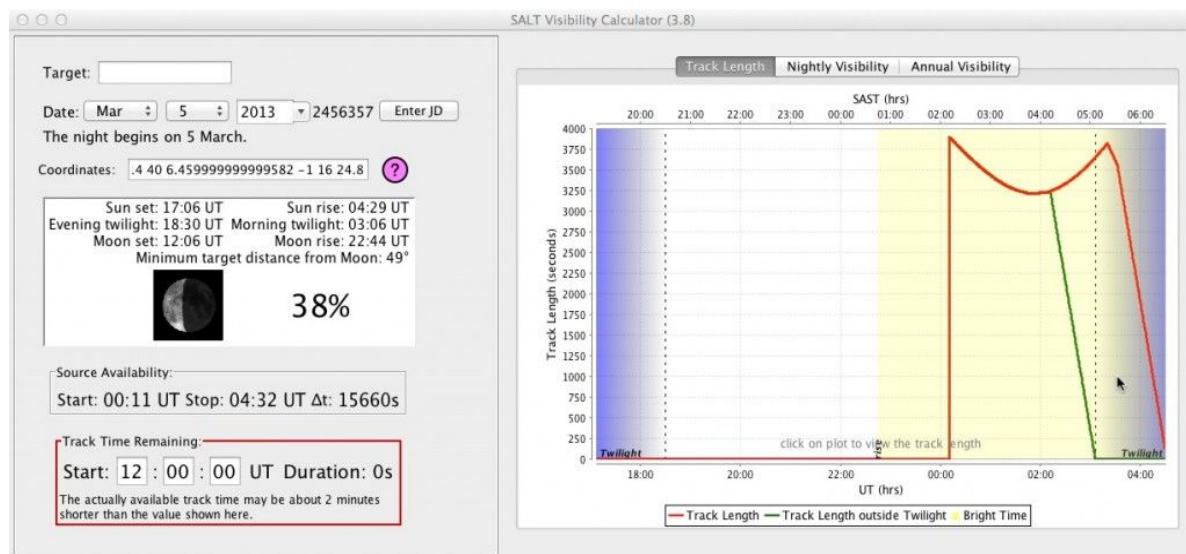 SALT Visibility Calculator (3.8)
Target:
Date: Mar 5 2013 2456357 Enter JD
The night begins on 5 March.
Coordinates: .4 40 6.459999999999582 −1 16 24.8 ?
Sun set: 17:06 UT Sun rise: 04:29 UT
Evening twilight: 18:30 UT Morning twilight: 03:06 UT
Moon set: 12:06 UT Moon rise: 22:44 UT
Minimum target distance from Moon: 49°
38%
Source Availability:
Start: 00:11 UT Stop: 04:32 UT Δt: 15660s
Track Time Remaining:
Start: 12 : 00 : 00 UT Duration: 0s
The actually available track time may be about 2 minutes
shorter than the value shown here.
Track Length Nightly Visibility Annual Visibility
SAST (hrs)
20:00 21:00 22:00 23:00 00:00 01:00 02:00 03:00 04:00 05:00 06:00
Track Length (seconds)
4000
3750
3500
3250
3000
2750
2500
2250
2000
1750
1500
1250
1000
750
500
250
0
click on plot to view the track length
Twilight rise Twilight
18:00 20:00 22:00 00:00 02:00 04:00
UT (hrs)
Track Length Track Length outside Twilight Bright Time